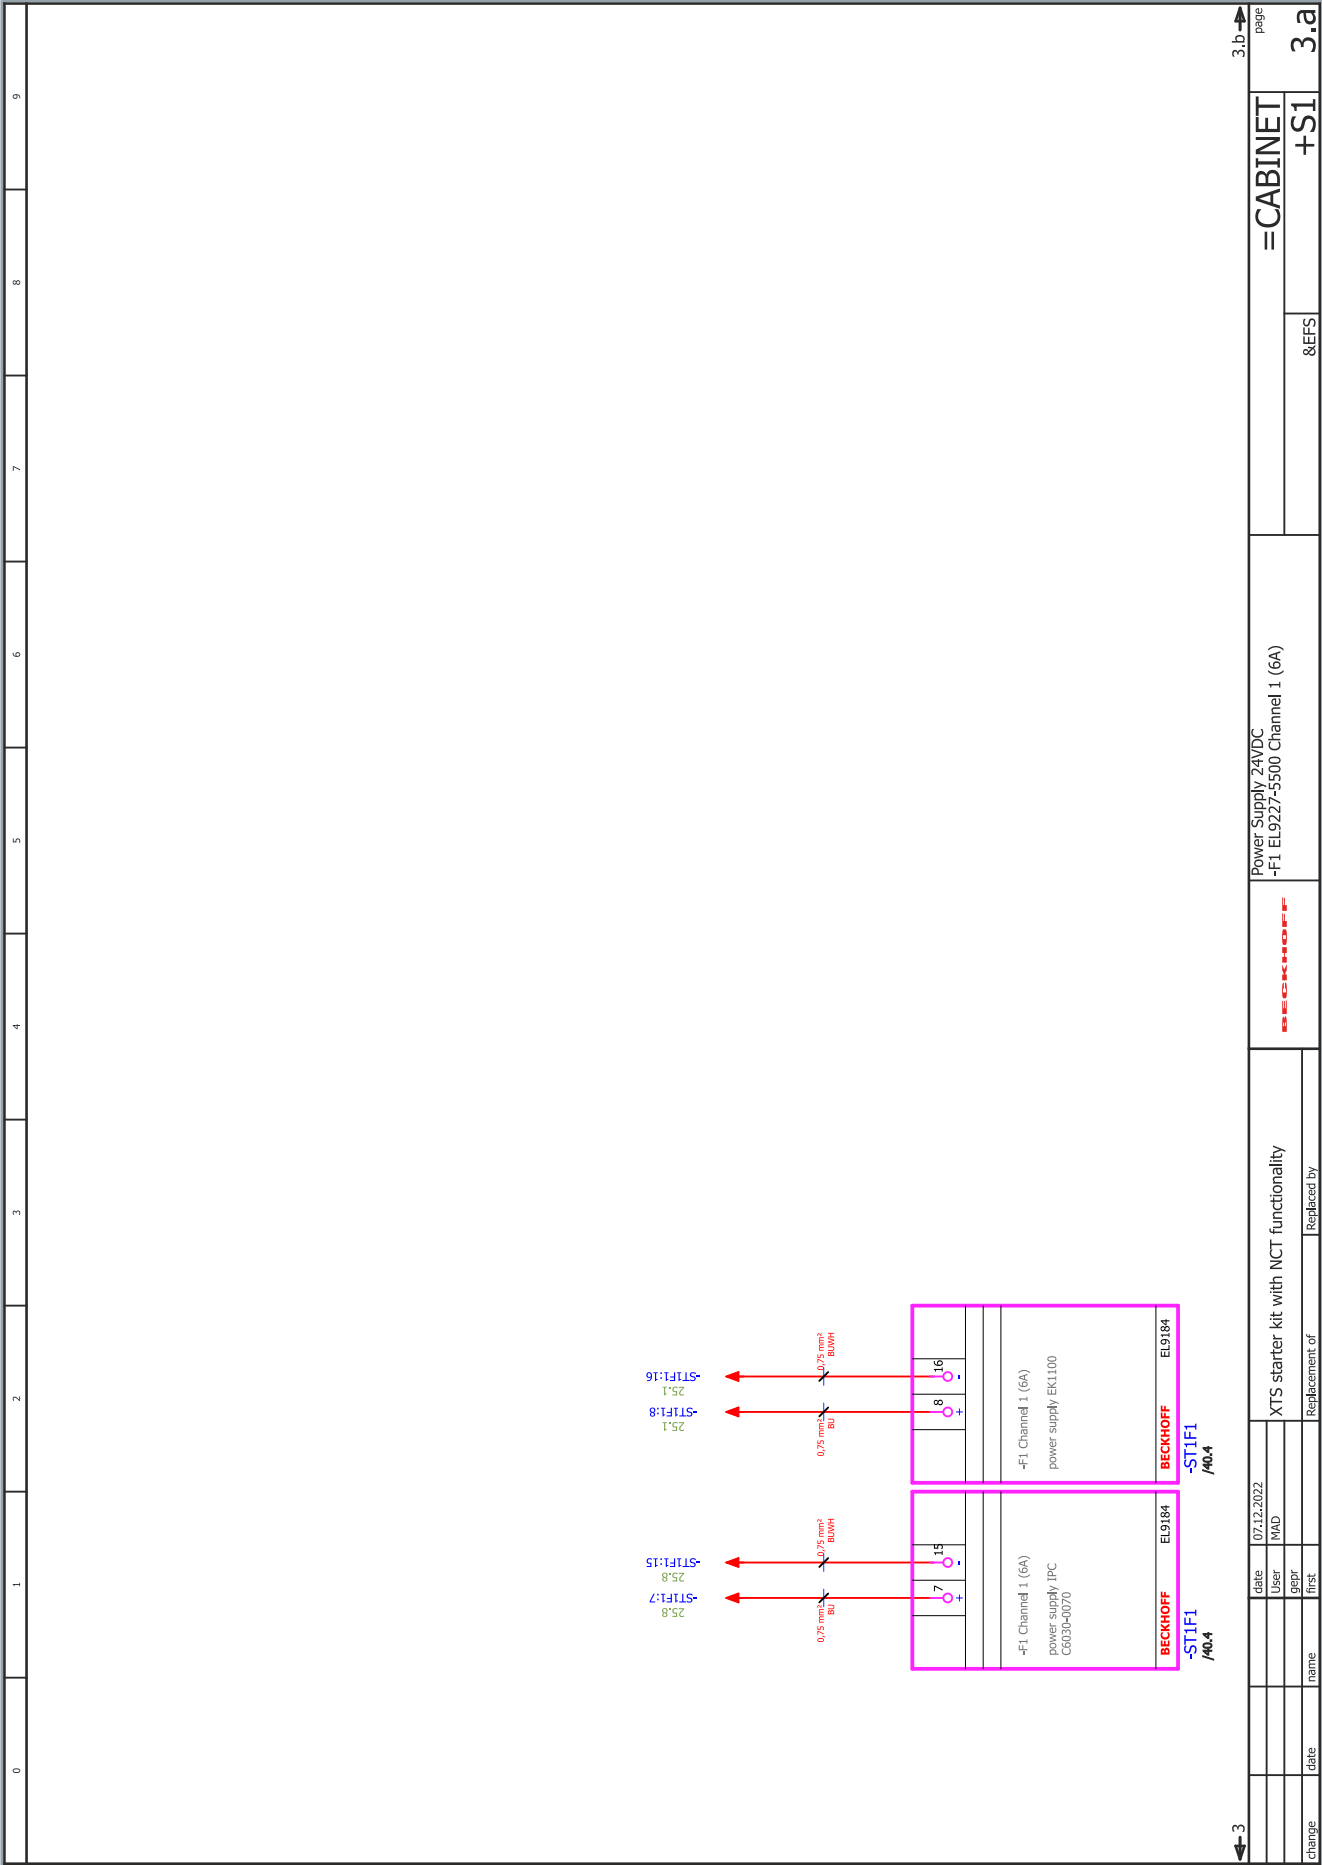 0
1
2
3
4
5
6
7
8
9
-ST1F1:7
25.8
-ST1F1:15
25.8
-ST1F1:8
25.1
-ST1F1:16
25.1
0,75 mm²
BU
0,75 mm²
BUWH
0,75 mm²
BU
0,75 mm²
BUWH
7
15
+
-
-F1 Channel 1 (6A)
power supply IPC
C6030-0070
BECKHOFF
EL9184
-ST1F1
/40.4
8
16
+
-
-F1 Channel 1 (6A)
power supply EK1100
BECKHOFF
EL9184
-ST1F1
/40.4
3
3.b
change
date
name
date
07.12.2022
User
MAD
gepr
first
XTS starter kit with NCT functionality
Replacement of
Replaced by
BECKHOFF
Power Supply 24VDC
-F1 EL9227-5500 Channel 1 (6A)
=CABINET
&EFS
+S1
page
3.a